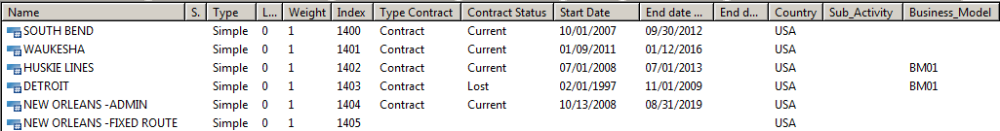 Name S. Type L... Weight Index Type Contract Contract Status Start Date End date ... End d... Country Sub_Activity Business_Model
SOUTH BEND Simple 0 1 1400 Contract Current 10/01/2007 09/30/2012 USA
WAUKESHA Simple 0 1 1401 Contract Current 01/09/2011 01/12/2016 USA
HUSKIE LINES Simple 0 1 1402 Contract Current 07/01/2008 07/01/2013 USA BM01
DETROIT Simple 0 1 1403 Contract Lost 02/01/1997 11/01/2009 USA BM01
NEW ORLEANS -ADMIN Simple 0 1 1404 Contract Current 10/13/2008 08/31/2019 USA
NEW ORLEANS -FIXED ROUTE Simple 0 1 1405 USA